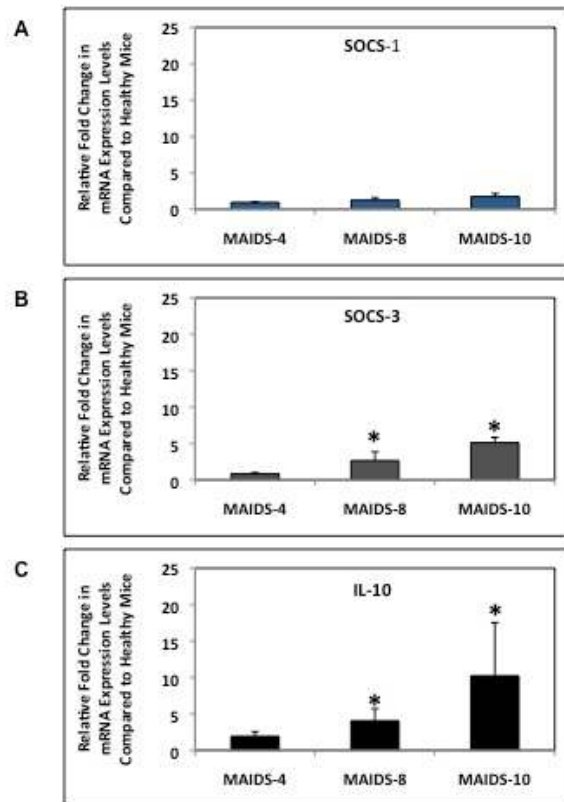 A
Relative Fold Change in
mRNA Expression Levels
Compared to Healthy Mice
SOCS-1
25
20
15
10
5
0
MAIDS-4 MAIDS-8 MAIDS-10
B
Relative Fold Change in
mRNA Expression Levels
Compared to Healthy Mice
SOCS-3
25
20
15
10
5
0
* *
MAIDS-4 MAIDS-8 MAIDS-10
C
Relative Fold Change in
mRNA Expression Levels
Compared to Healthy Mice
IL-10
25
20
15
10
5
0
* *
MAIDS-4 MAIDS-8 MAIDS-10